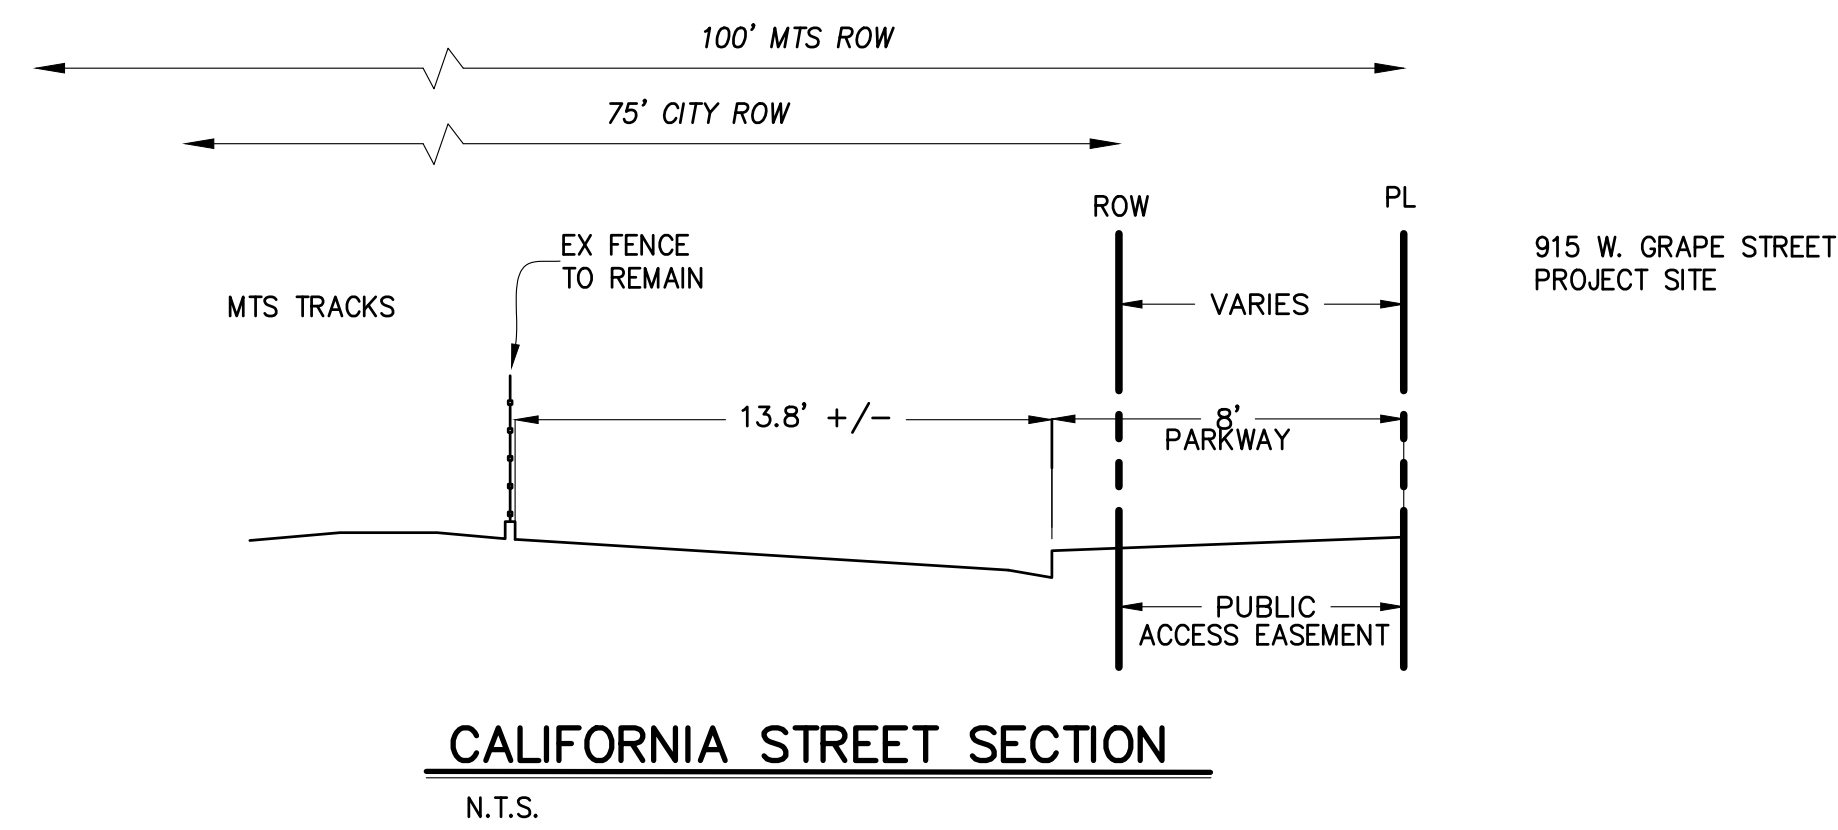 100' MTS ROW
75' CITY ROW
ROW
PL
EX FENCE
TO REMAIN
915 W. GRAPE STREET
PROJECT SITE
MTS TRACKS
VARIES
13.8' +/-
8'
PARKWAY
PUBLIC
ACCESS EASEMENT
CALIFORNIA STREET SECTION
N.T.S.